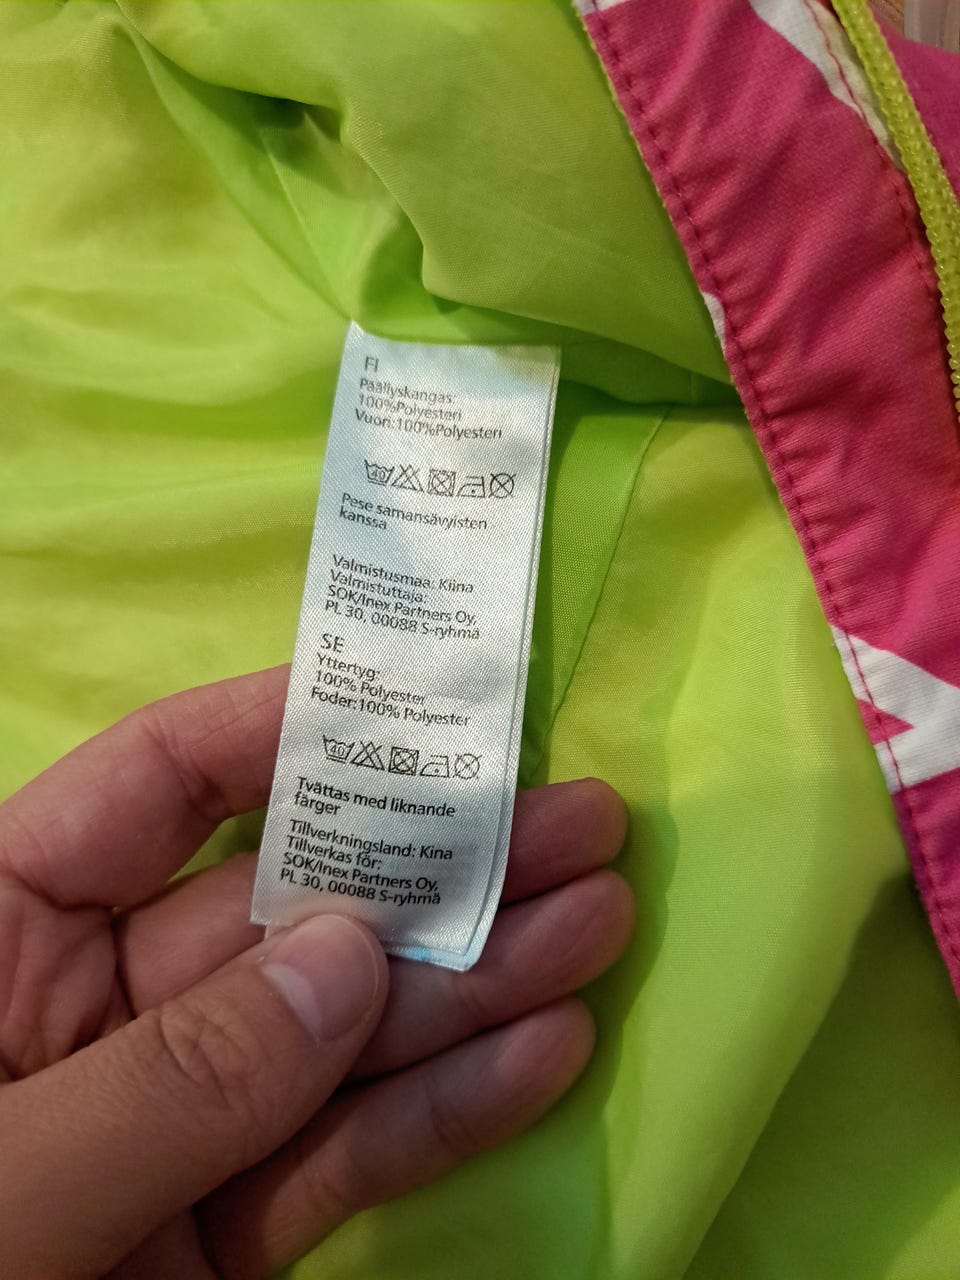 FI
Päällyskangas:
100%Polyesteri
Vuori:100%Polyesteri
40
Pese samansävyisten
kanssa
Valmistusmaa: Kiina
Valmistuttaja:
SOK/Inex Partners Oy,
PL 30, 00088 S-ryhmä
SE
Yttertyg:
100% Polyester
Foder:100% Polyester
40
Tvättas med liknande
färger
Tillverkningsland: Kina
Tillverkas för:
SOK/Inex Partners Oy,
PL 30, 00088 S-ryhmä